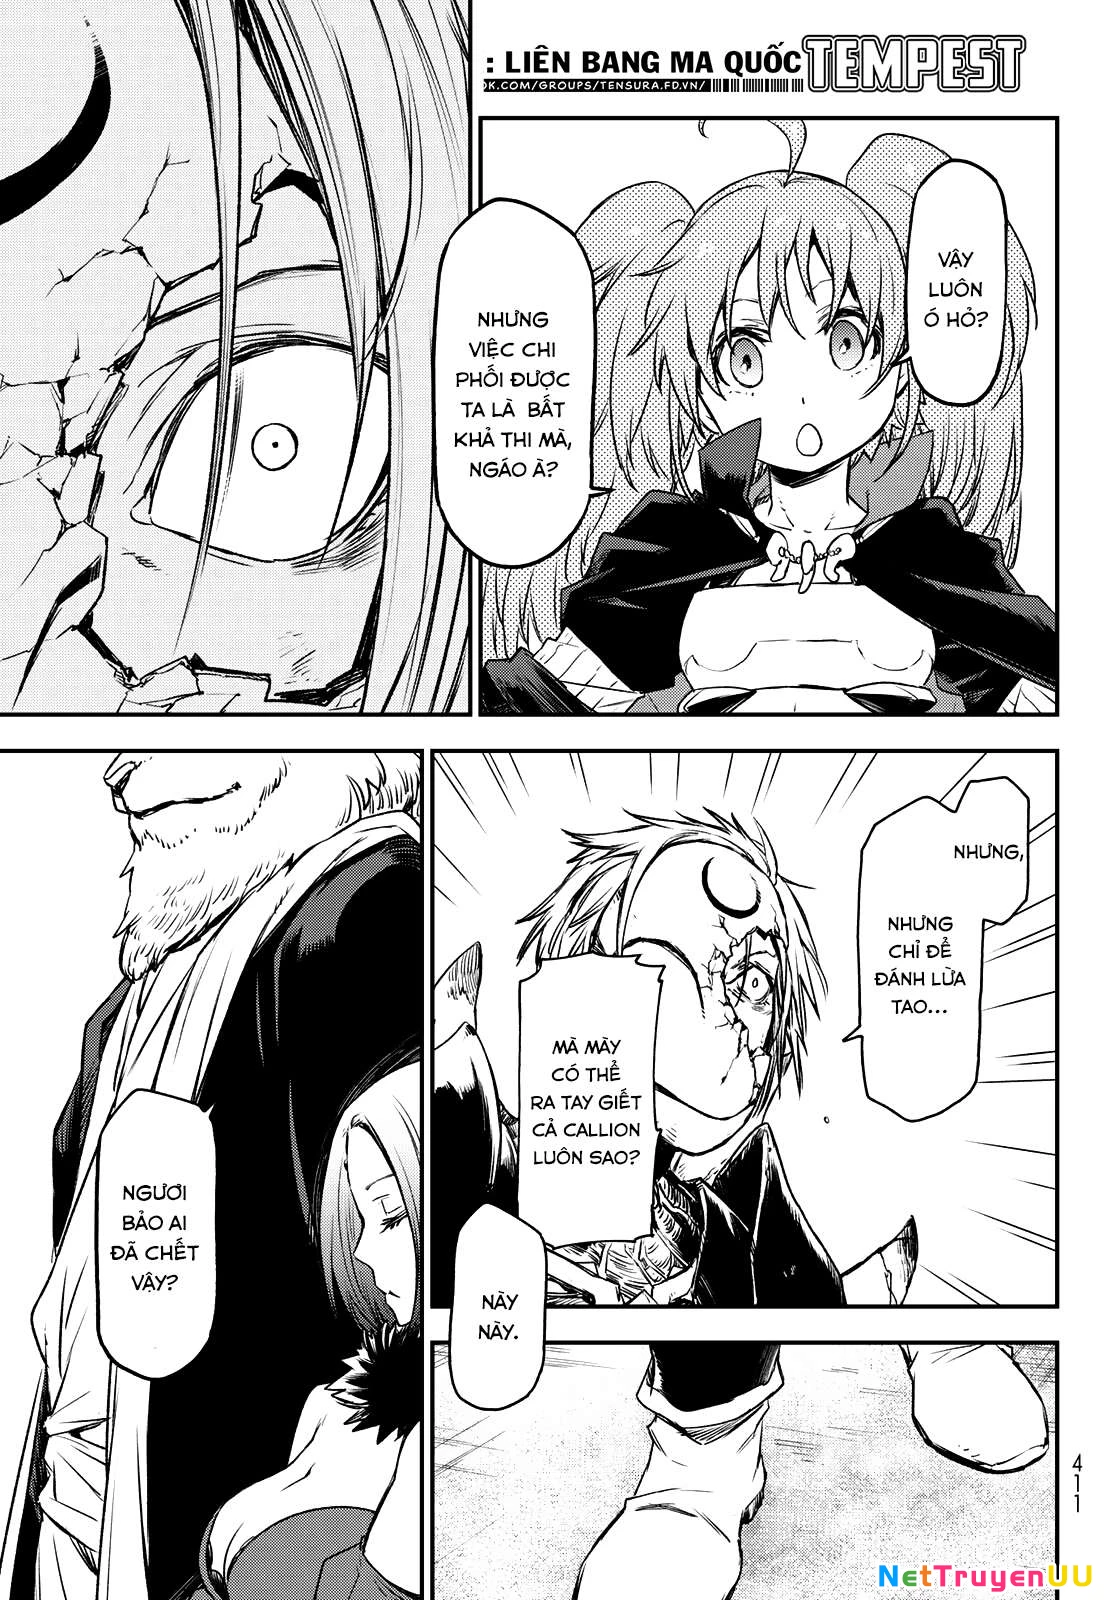 : LIÊN BANG MA QUỐC TEMPEST
OK.COM/GROUPS/TENSURA.FD.VN/
VẬY
LUÔN
Ó HỎ?
NHƯNG
VIỆC CHI
PHỐI ĐƯỢC
TA LÀ BẤT
KHẢ THI MÀ,
NGÁO À?
NHƯNG,
NHƯNG
CHỈ ĐỂ
ĐÁNH LỪA
TAO...
MÀ MÀY
CÓ THỂ
RA TAY GIẾT
CẢ CALLION
LUÔN SAO?
NÀY
NÀY.
NGƯƠI
BẢO AI
ĐÃ CHẾT
VẬY?
411
NetTruyenUU